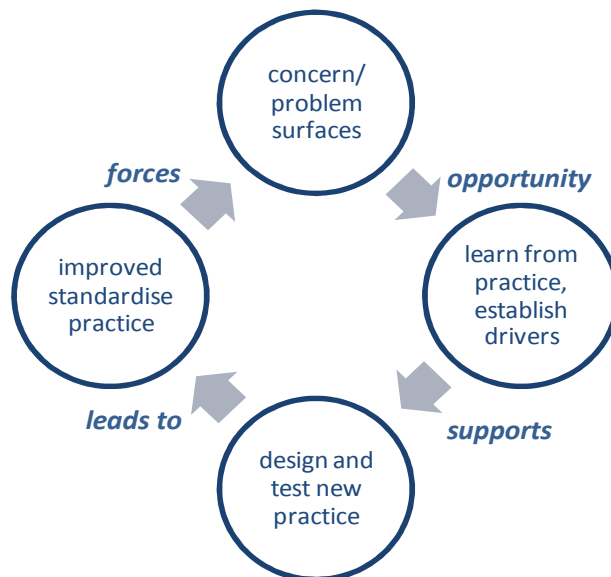 concern/
problem
surfaces
forces
opportunity
improved
standardise
practice
learn from
practice,
establish
drivers
leads to
supports
design and
test new
practice